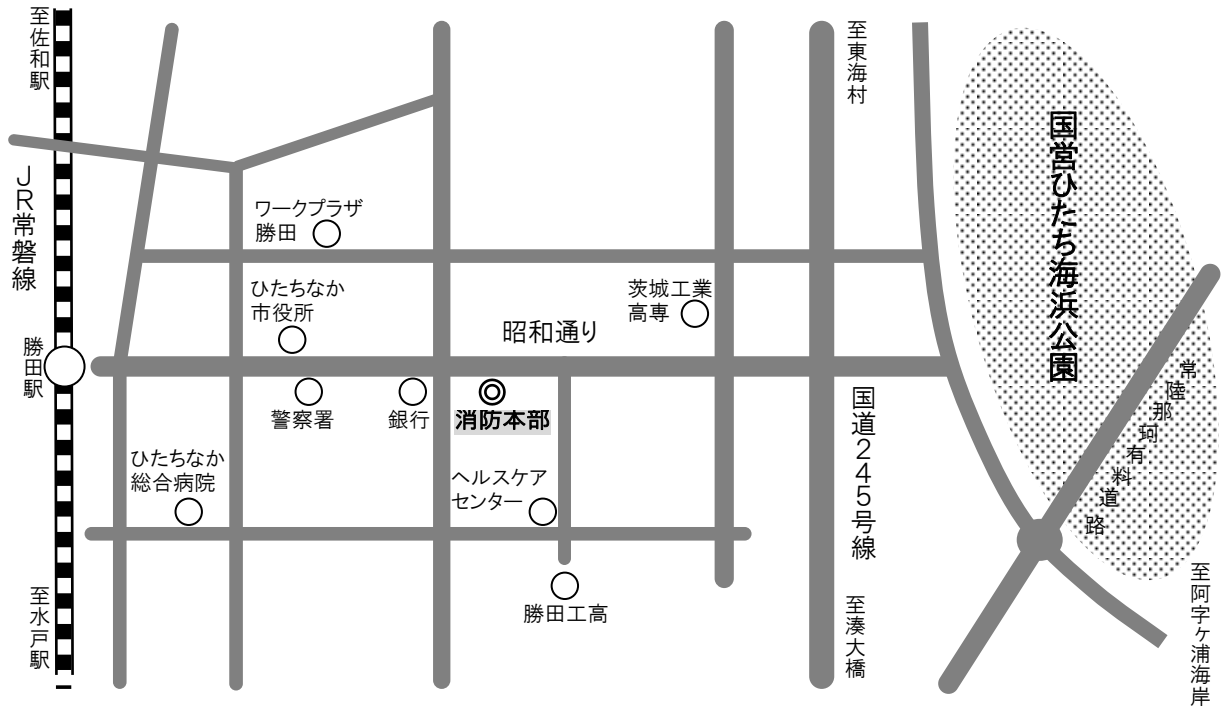 至佐和駅
JR常磐線
勝田駅
至水戸駅
ワークプラザ
勝田
ひたちなか
市役所
昭和通り
茨城工業
高専
警察署
銀行
消防本部
ひたちなか
総合病院
ヘルスケア
センター
勝田工高
至東海村
国道245号線
至湊大橋
国営ひたち海浜公園
常陸那珂有料道路
至阿字ヶ浦海岸